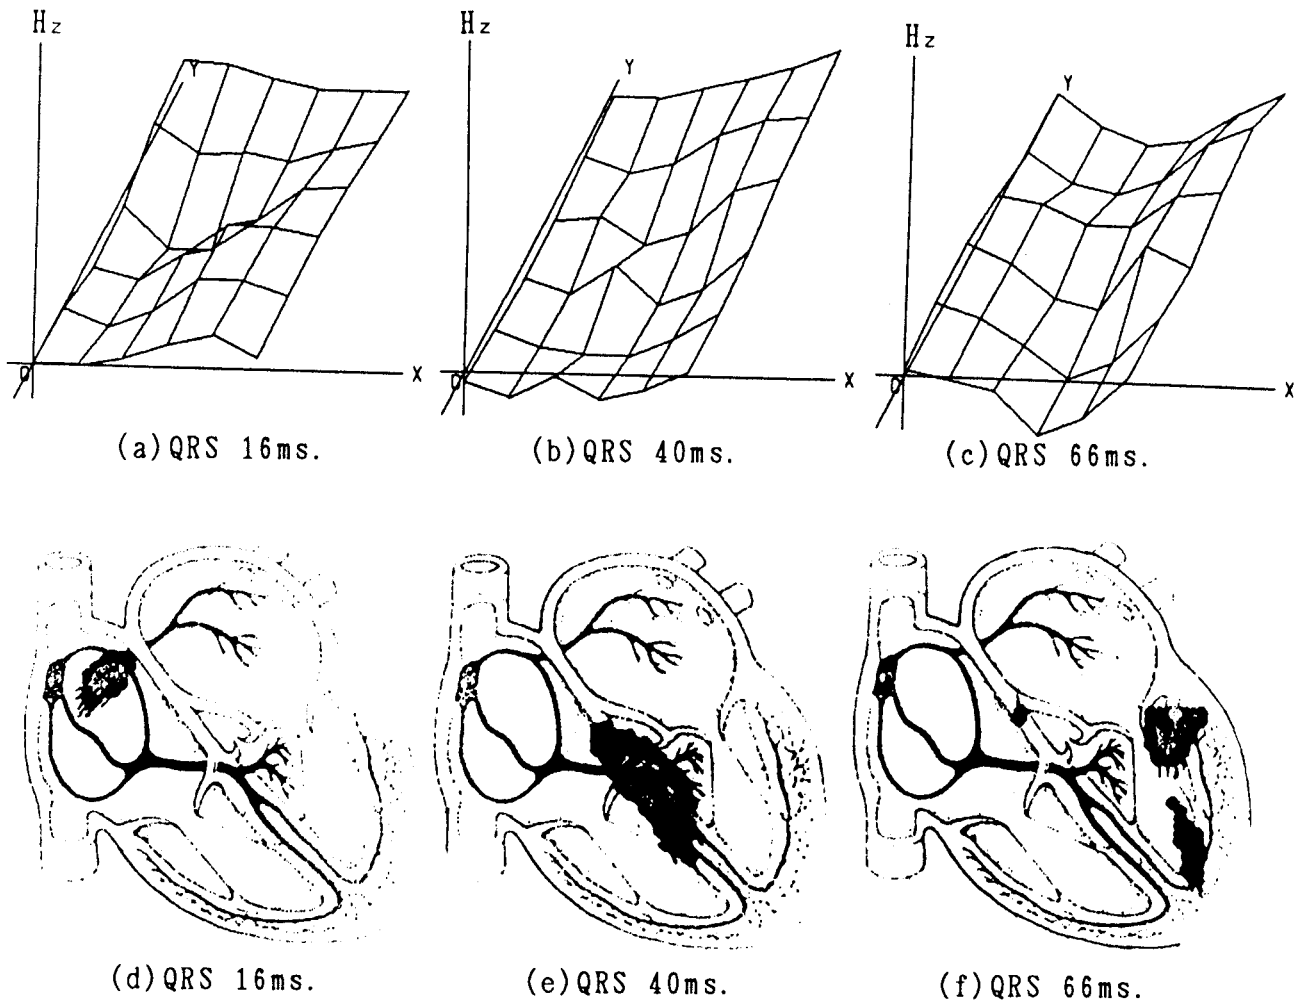 Hz
Y
O
X
(a)QRS 16ms.
Hz
Y
O
X
(b)QRS 40ms.
Hz
Y
O
X
(c)QRS 66ms.
(d)QRS 16ms.
(e)QRS 40ms.
(f)QRS 66ms.